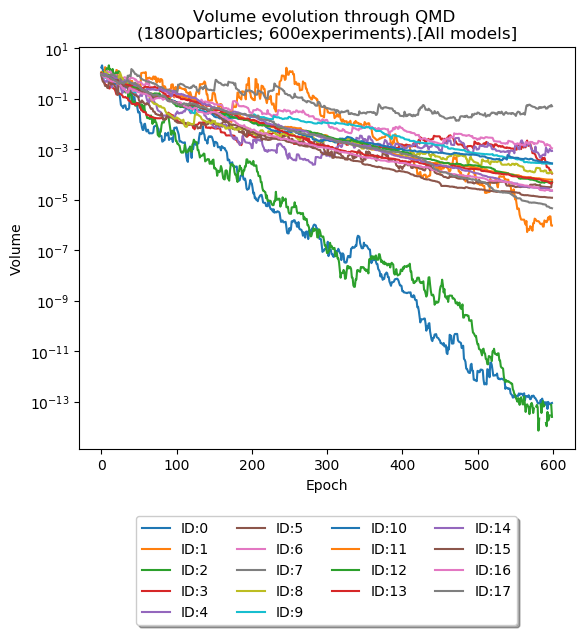 Volume evolution through QMD
(1800particles; 600experiments).[All models]
Volume
10¹
10⁻¹
10⁻³
10⁻⁵
10⁻⁷
10⁻⁹
10⁻¹¹
10⁻¹³
0 100 200 300 400 500 600
Epoch
ID:0 ID:5 ID:10 ID:14
ID:1 ID:6 ID:11 ID:15
ID:2 ID:7 ID:12 ID:16
ID:3 ID:8 ID:13 ID:17
ID:4 ID:9